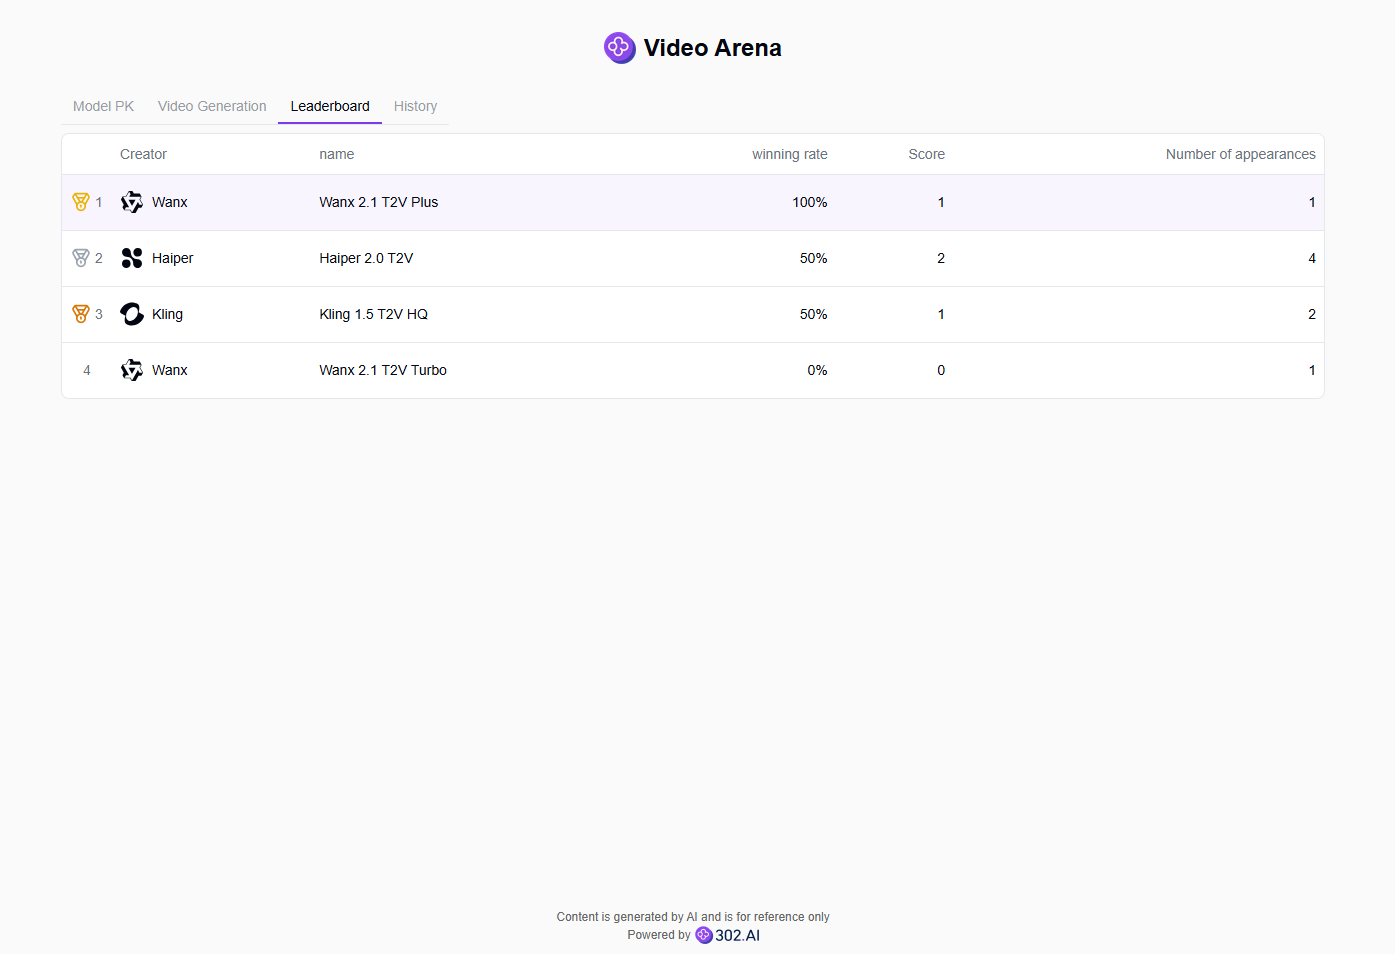 Video Arena
Model PK Video Generation Leaderboard History
Creator name winning rate Score Number of appearances
1 Wanx Wanx 2.1 T2V Plus 100% 1 1
2 Haiper Haiper 2.0 T2V 50% 2 4
3 Kling Kling 1.5 T2V HQ 50% 1 2
4 Wanx Wanx 2.1 T2V Turbo 0% 0 1
Content is generated by AI and is for reference only
Powered by 302.AI